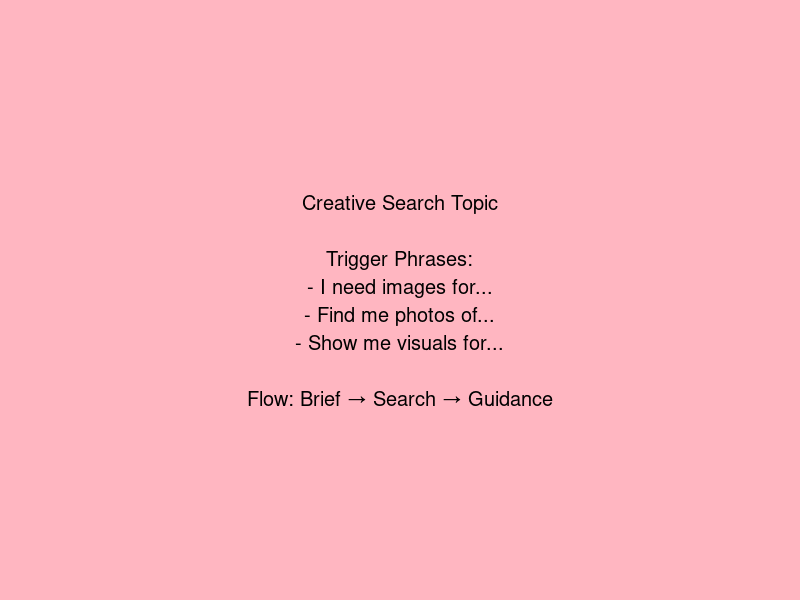 Creative Search Topic
Trigger Phrases:
- I need images for...
- Find me photos of...
- Show me visuals for...
Flow: Brief → Search → Guidance